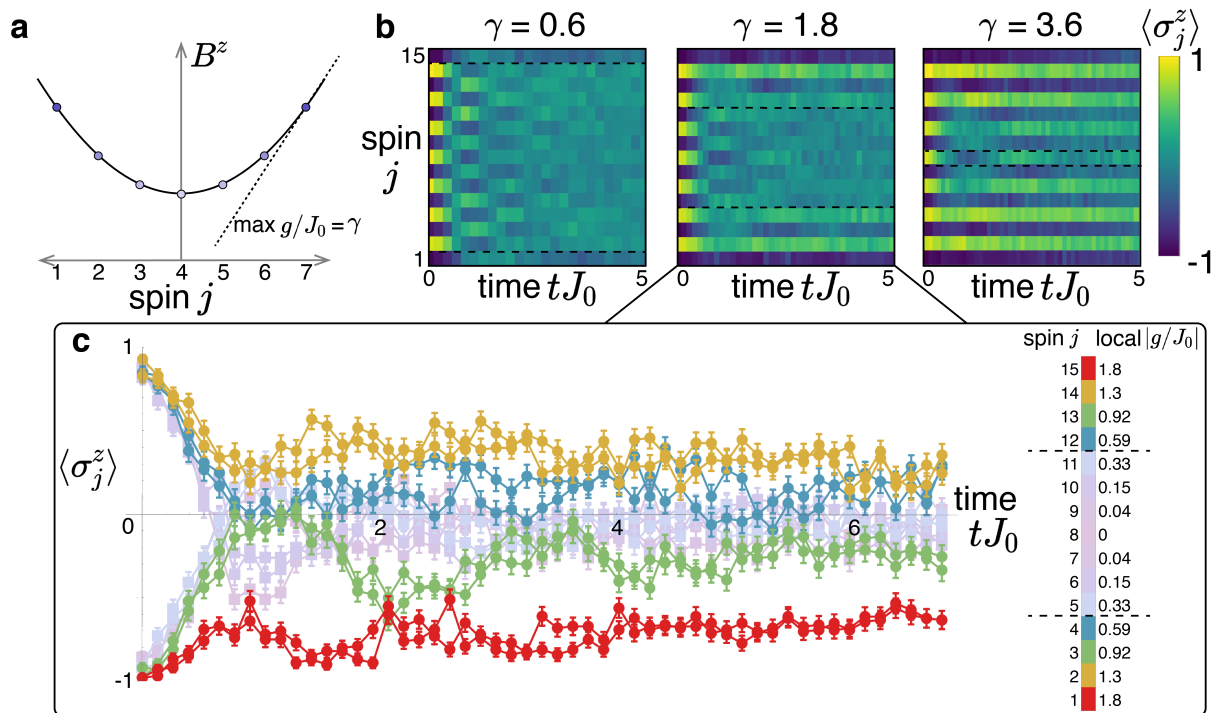 a
B^z
max g/J_0 = γ
1 2 3 4 5 6 7
spin j
b
γ = 0.6
γ = 1.8
γ = 3.6
⟨σ_j^z⟩
15
spin
j
1
0 5
time tJ_0
0 5
time tJ_0
0 5
time tJ_0
1
-1
c
1
⟨σ_j^z⟩
0
-1
2 4 6
time
tJ_0
spin j local |g/J_0|
15 1.8
14 1.3
13 0.92
12 0.59
11 0.33
10 0.15
9 0.04
8 0
7 0.04
6 0.15
5 0.33
4 0.59
3 0.92
2 1.3
1 1.8